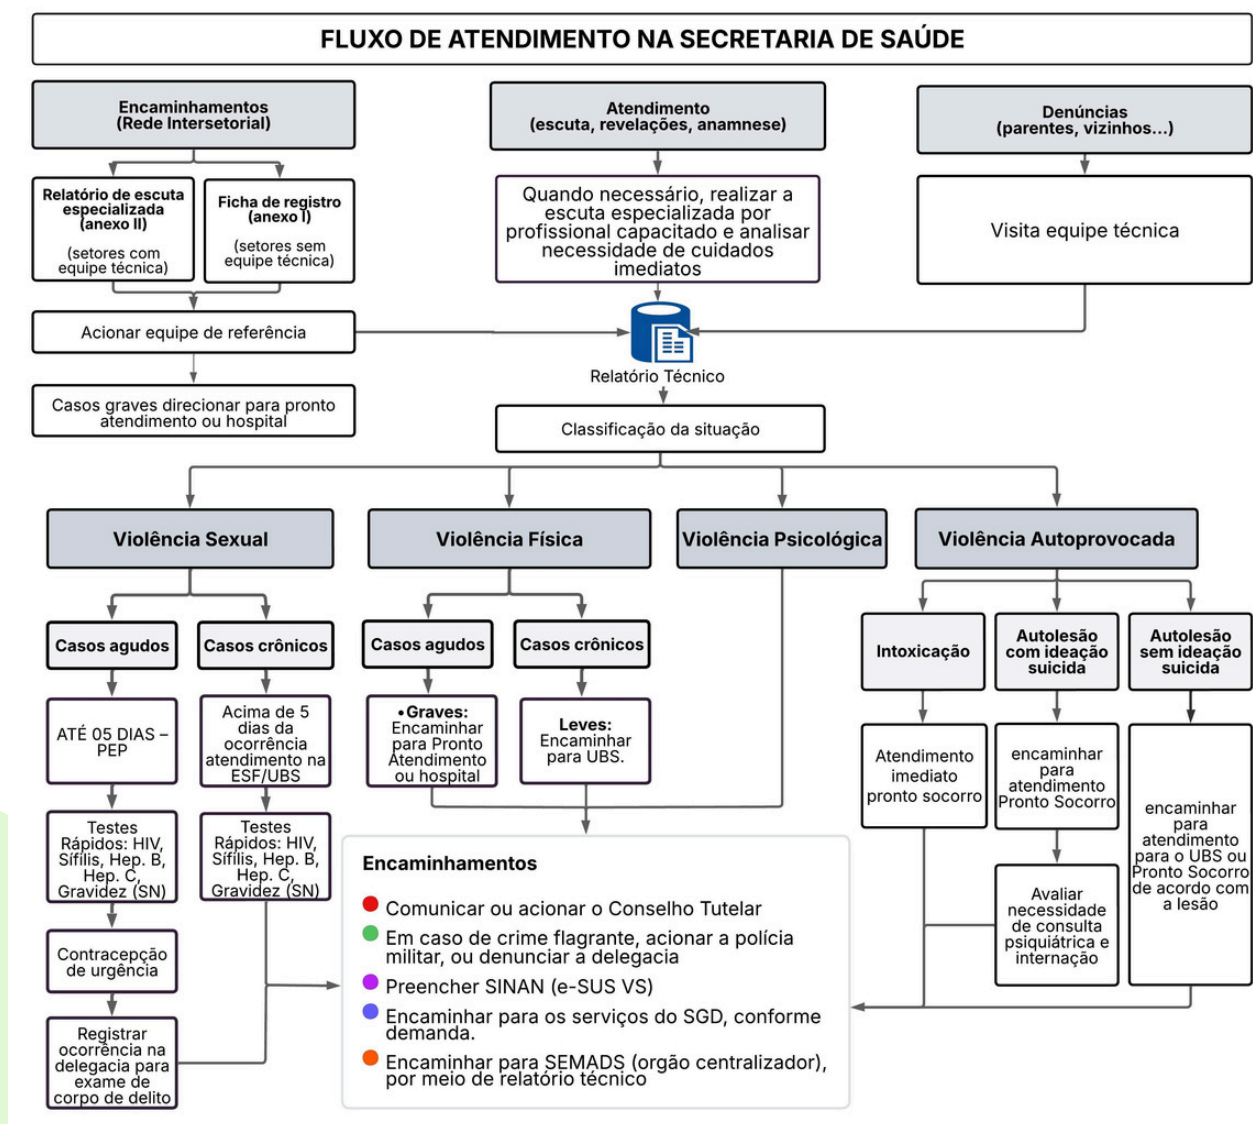 FLUXO DE ATENDIMENTO NA SECRETARIA DE SAÚDE
Encaminhamentos
(Rede Intersetorial)
Atendimento
(escuta, revelações, anamnese)
Denúncias
(parentes, vizinhos...)
Relatório de escuta
especializada
(anexo II)
(setores com
equipe técnica)
Ficha de registro
(anexo I)
(setores sem
equipe técnica)
Quando necessário, realizar a
escuta especializada por
profissional capacitado e analisar
necessidade de cuidados
imediatos
Visita equipe técnica
Acionar equipe de referência
Relatório Técnico
Casos graves direcionar para pronto
atendimento ou hospital
Classificação da situação
Violência Sexual
Violência Física
Violência Psicológica
Violência Autoprovocada
Casos agudos
Casos crônicos
Casos agudos
Casos crônicos
Intoxicação
Autolesão
com ideação
suicida
Autolesão
sem ideação
suicida
ATÉ 05 DIAS –
PEP
Acima de 5
dias da
ocorrência
atendimento na
ESF/UBS
•Graves:
Encaminhar
para Pronto
Atendimento
ou hospital
Leves:
Encaminhar
para UBS.
Atendimento
imediato
pronto socorro
encaminhar
para
atendimento
Pronto Socorro
encaminhar
para
atendimento
para o UBS ou
Pronto Socorro
de acordo com
a lesão
Testes
Rápidos: HIV,
Sífilis, Hep. B,
Hep. C,
Gravidez (SN)
Testes
Rápidos: HIV,
Sífilis, Hep. B,
Hep. C,
Gravidez (SN)
Avaliar
necessidade
de consulta
psiquiátrica e
internação
Contracepção
de urgência
Registrar
ocorrência na
delegacia para
exame de
corpo de delito
Encaminhamentos
Comunicar ou acionar o Conselho Tutelar
Em caso de crime flagrante, acionar a polícia
militar, ou denunciar a delegacia
Preencher SINAN (e-SUS VS)
Encaminhar para os serviços do SGD, conforme
demanda.
Encaminhar para SEMADS (orgão centralizador),
por meio de relatório técnico